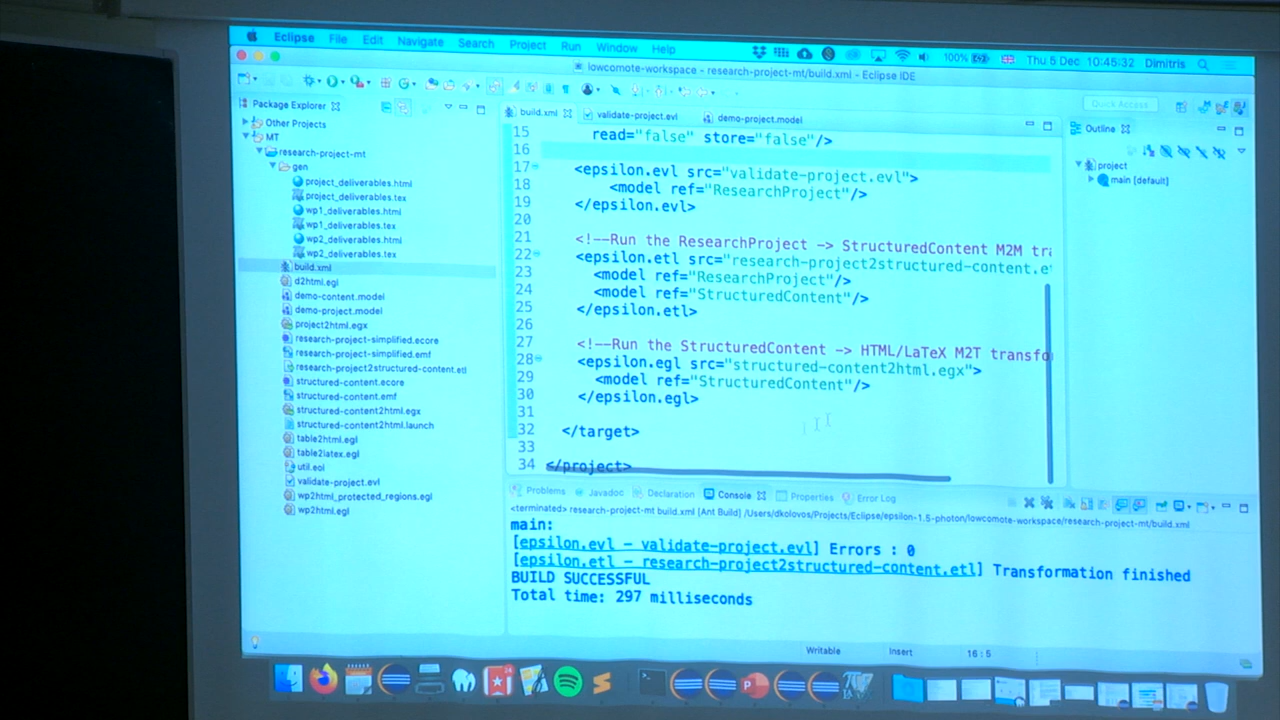 Eclipse File Edit Navigate Search Project Run Window Help 100% Thu 5 Dec 10:45:32 Dimitris
lowcomote-workspace - research-project-mt/build.xml - Eclipse IDE
Quick Access
Package Explorer
Other Projects
MT
research-project-mt
gen
project_deliverables.html
project_deliverables.tex
wp1_deliverables.html
wp1_deliverables.tex
wp2_deliverables.html
wp2_deliverables.tex
build.xml
d2html.egl
demo-content.model
demo-project.model
project2html.egx
research-project-simplified.ecore
research-project-simplified.emf
research-project2structured-content.etl
structured-content.ecore
structured-content.emf
structured-content2html.egx
structured-content2html.launch
table2html.egl
table2latex.egl
util.eol
validate-project.evl
wp2html_protected_regions.egl
wp2html.egl
build.xml validate-project.evl demo-project.model
15 read="false" store="false"/>
16
17 <epsilon.evl src="validate-project.evl">
18 <model ref="ResearchProject"/>
19 </epsilon.evl>
20
21 <!--Run the ResearchProject -> StructuredContent M2M tra
22 <epsilon.etl src="research-project2structured-content.e
23 <model ref="ResearchProject"/>
24 <model ref="StructuredContent"/>
25 </epsilon.etl>
26
27 <!--Run the StructuredContent -> HTML/LaTeX M2T transfo
28 <epsilon.egl src="structured-content2html.egx">
29 <model ref="StructuredContent"/>
30 </epsilon.egl>
31
32 </target>
33
34 </project>
Outline
project
main [default]
Problems Javadoc Declaration Console Properties Error Log
<terminated> research-project-mt build.xml [Ant Build] /Users/dkolovos/Projects/Eclipse/epsilon-1.5-photon/lowcomote-workspace/research-project-mt/build.xml
main:
[epsilon.evl - validate-project.evl] Errors : 0
[epsilon.etl - research-project2structured-content.etl] Transformation finished
BUILD SUCCESSFUL
Total time: 297 milliseconds
Writable Insert 16 : 5